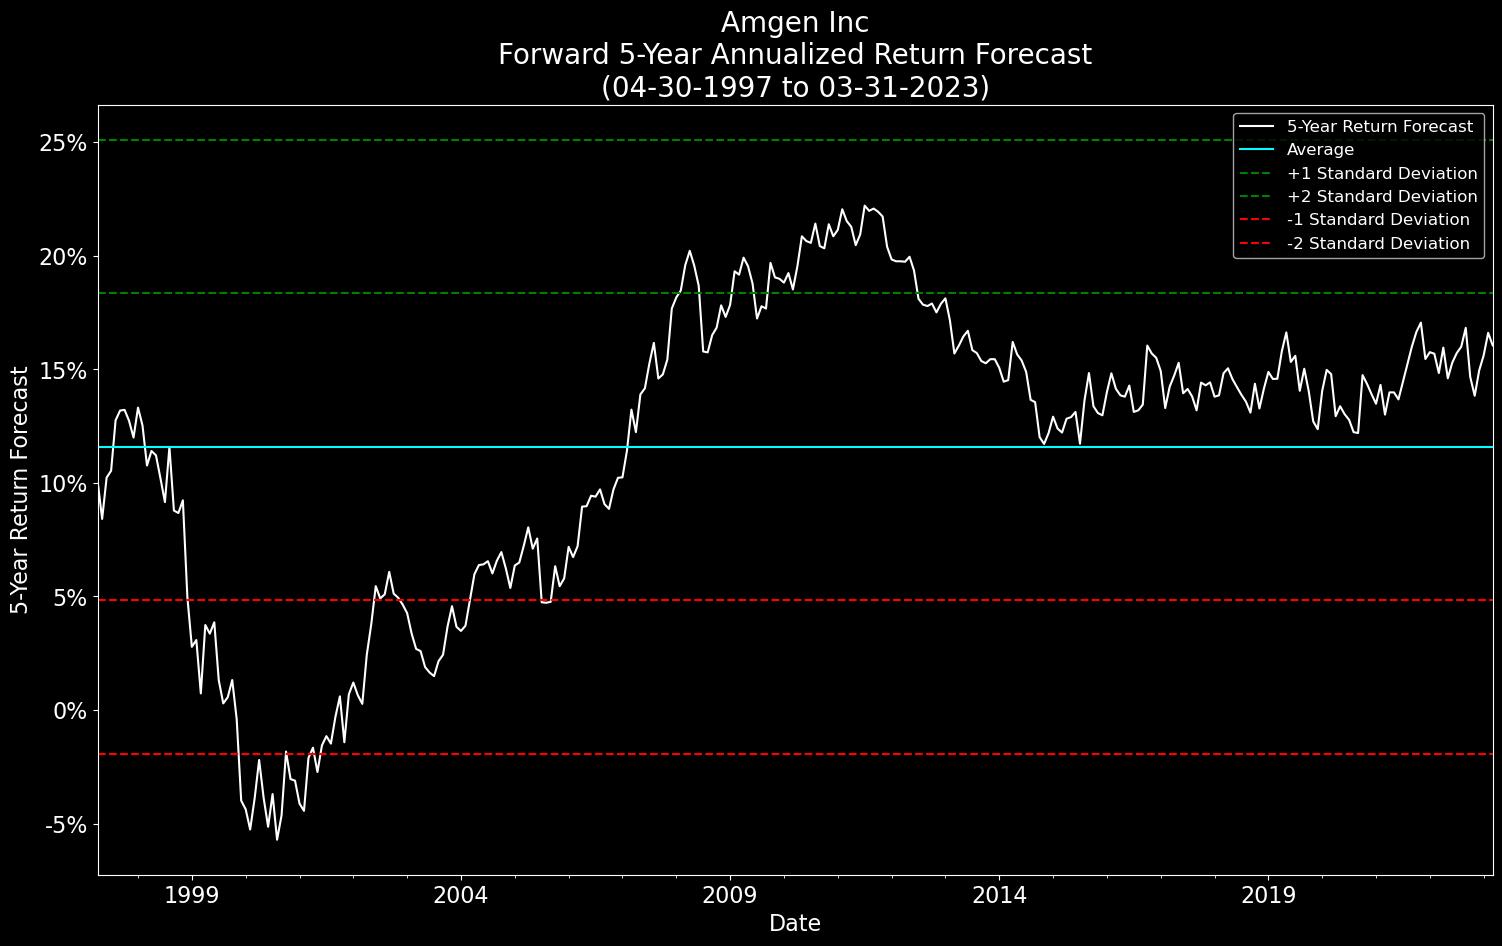 Amgen Inc
Forward 5-Year Annualized Return Forecast
(04-30-1997 to 03-31-2023)
5-Year Return Forecast
Average
+1 Standard Deviation
+2 Standard Deviation
-1 Standard Deviation
-2 Standard Deviation
5-Year Return Forecast
25%
20%
15%
10%
5%
0%
-5%
1999 2004 2009 2014 2019
Date